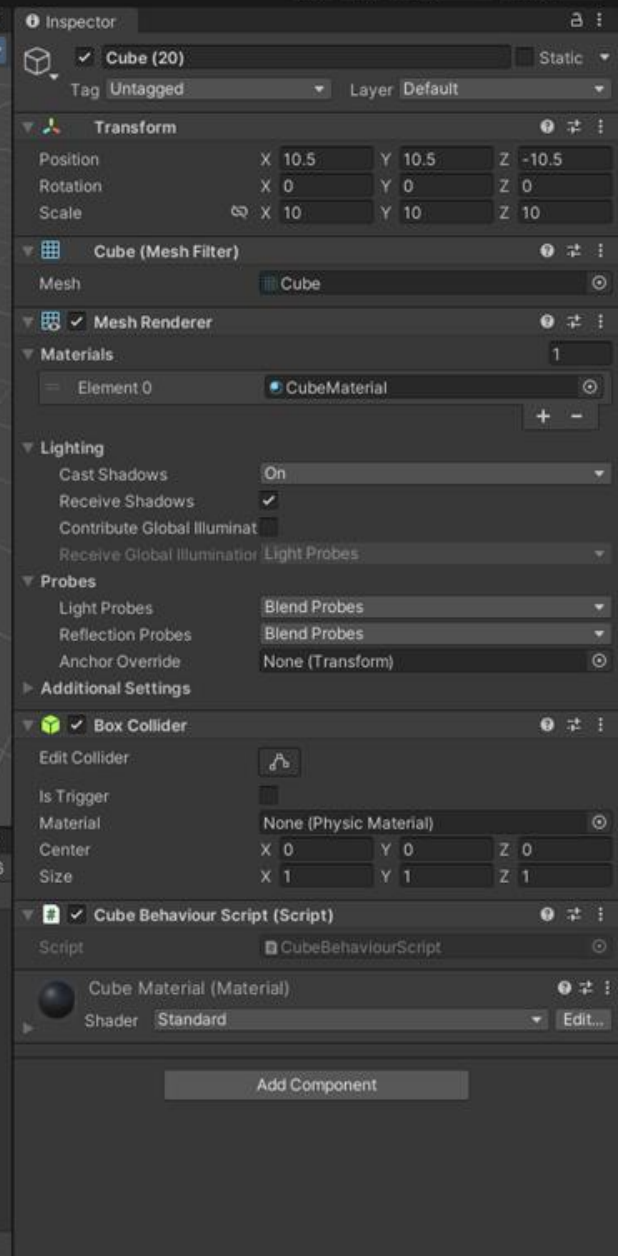 Inspector
Cube (20) Static
Tag Untagged Layer Default
Transform
Position X 10.5 Y 10.5 Z -10.5
Rotation X 0 Y 0 Z 0
Scale X 10 Y 10 Z 10
Cube (Mesh Filter)
Mesh Cube
Mesh Renderer
Materials 1
Element 0 CubeMaterial
+ -
Lighting
Cast Shadows On
Receive Shadows
Contribute Global Illuminat
Receive Global Illumination Light Probes
Probes
Light Probes Blend Probes
Reflection Probes Blend Probes
Anchor Override None (Transform)
Additional Settings
Box Collider
Edit Collider
Is Trigger
Material None (Physic Material)
Center X 0 Y 0 Z 0
Size X 1 Y 1 Z 1
# Cube Behaviour Script (Script)
Script CubeBehaviourScript
Cube Material (Material)
Shader Standard Edit...
Add Component